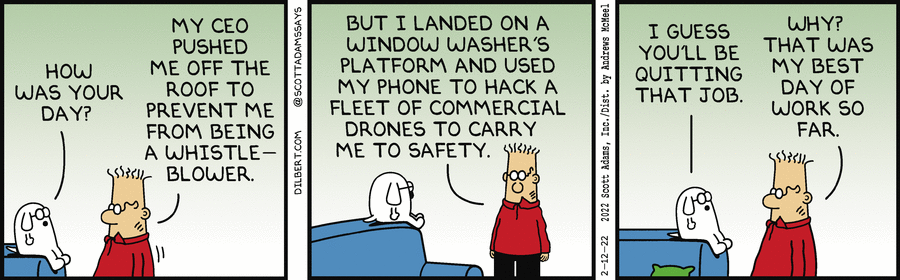 HOW
WAS YOUR
DAY?
MY CEO
PUSHED
ME OFF THE
ROOF TO
PREVENT ME
FROM BEING
A WHISTLE-
BLOWER.
DILBERT.COM @SCOTTADAMSSAYS
BUT I LANDED ON A
WINDOW WASHER'S
PLATFORM AND USED
MY PHONE TO HACK A
FLEET OF COMMERCIAL
DRONES TO CARRY
ME TO SAFETY.
2-12-22 2022 Scott Adams, Inc./Dist. by Andrews McMeel
I GUESS
YOU'LL BE
QUITTING
THAT JOB.
WHY?
THAT WAS
MY BEST
DAY OF
WORK SO
FAR.